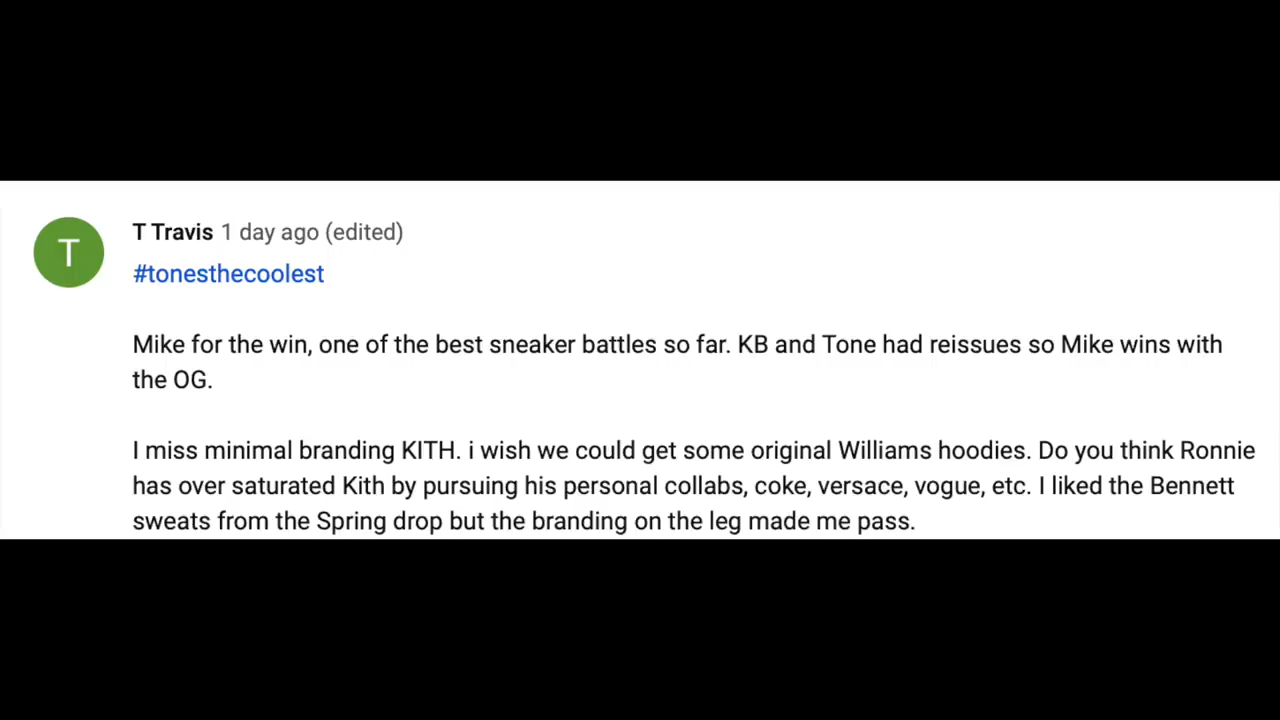 T
T Travis 1 day ago (edited)
#tonesthecoolest
Mike for the win, one of the best sneaker battles so far. KB and Tone had reissues so Mike wins with
the OG.
I miss minimal branding KITH. i wish we could get some original Williams hoodies. Do you think Ronnie
has over saturated Kith by pursuing his personal collabs, coke, versace, vogue, etc. I liked the Bennett
sweats from the Spring drop but the branding on the leg made me pass.